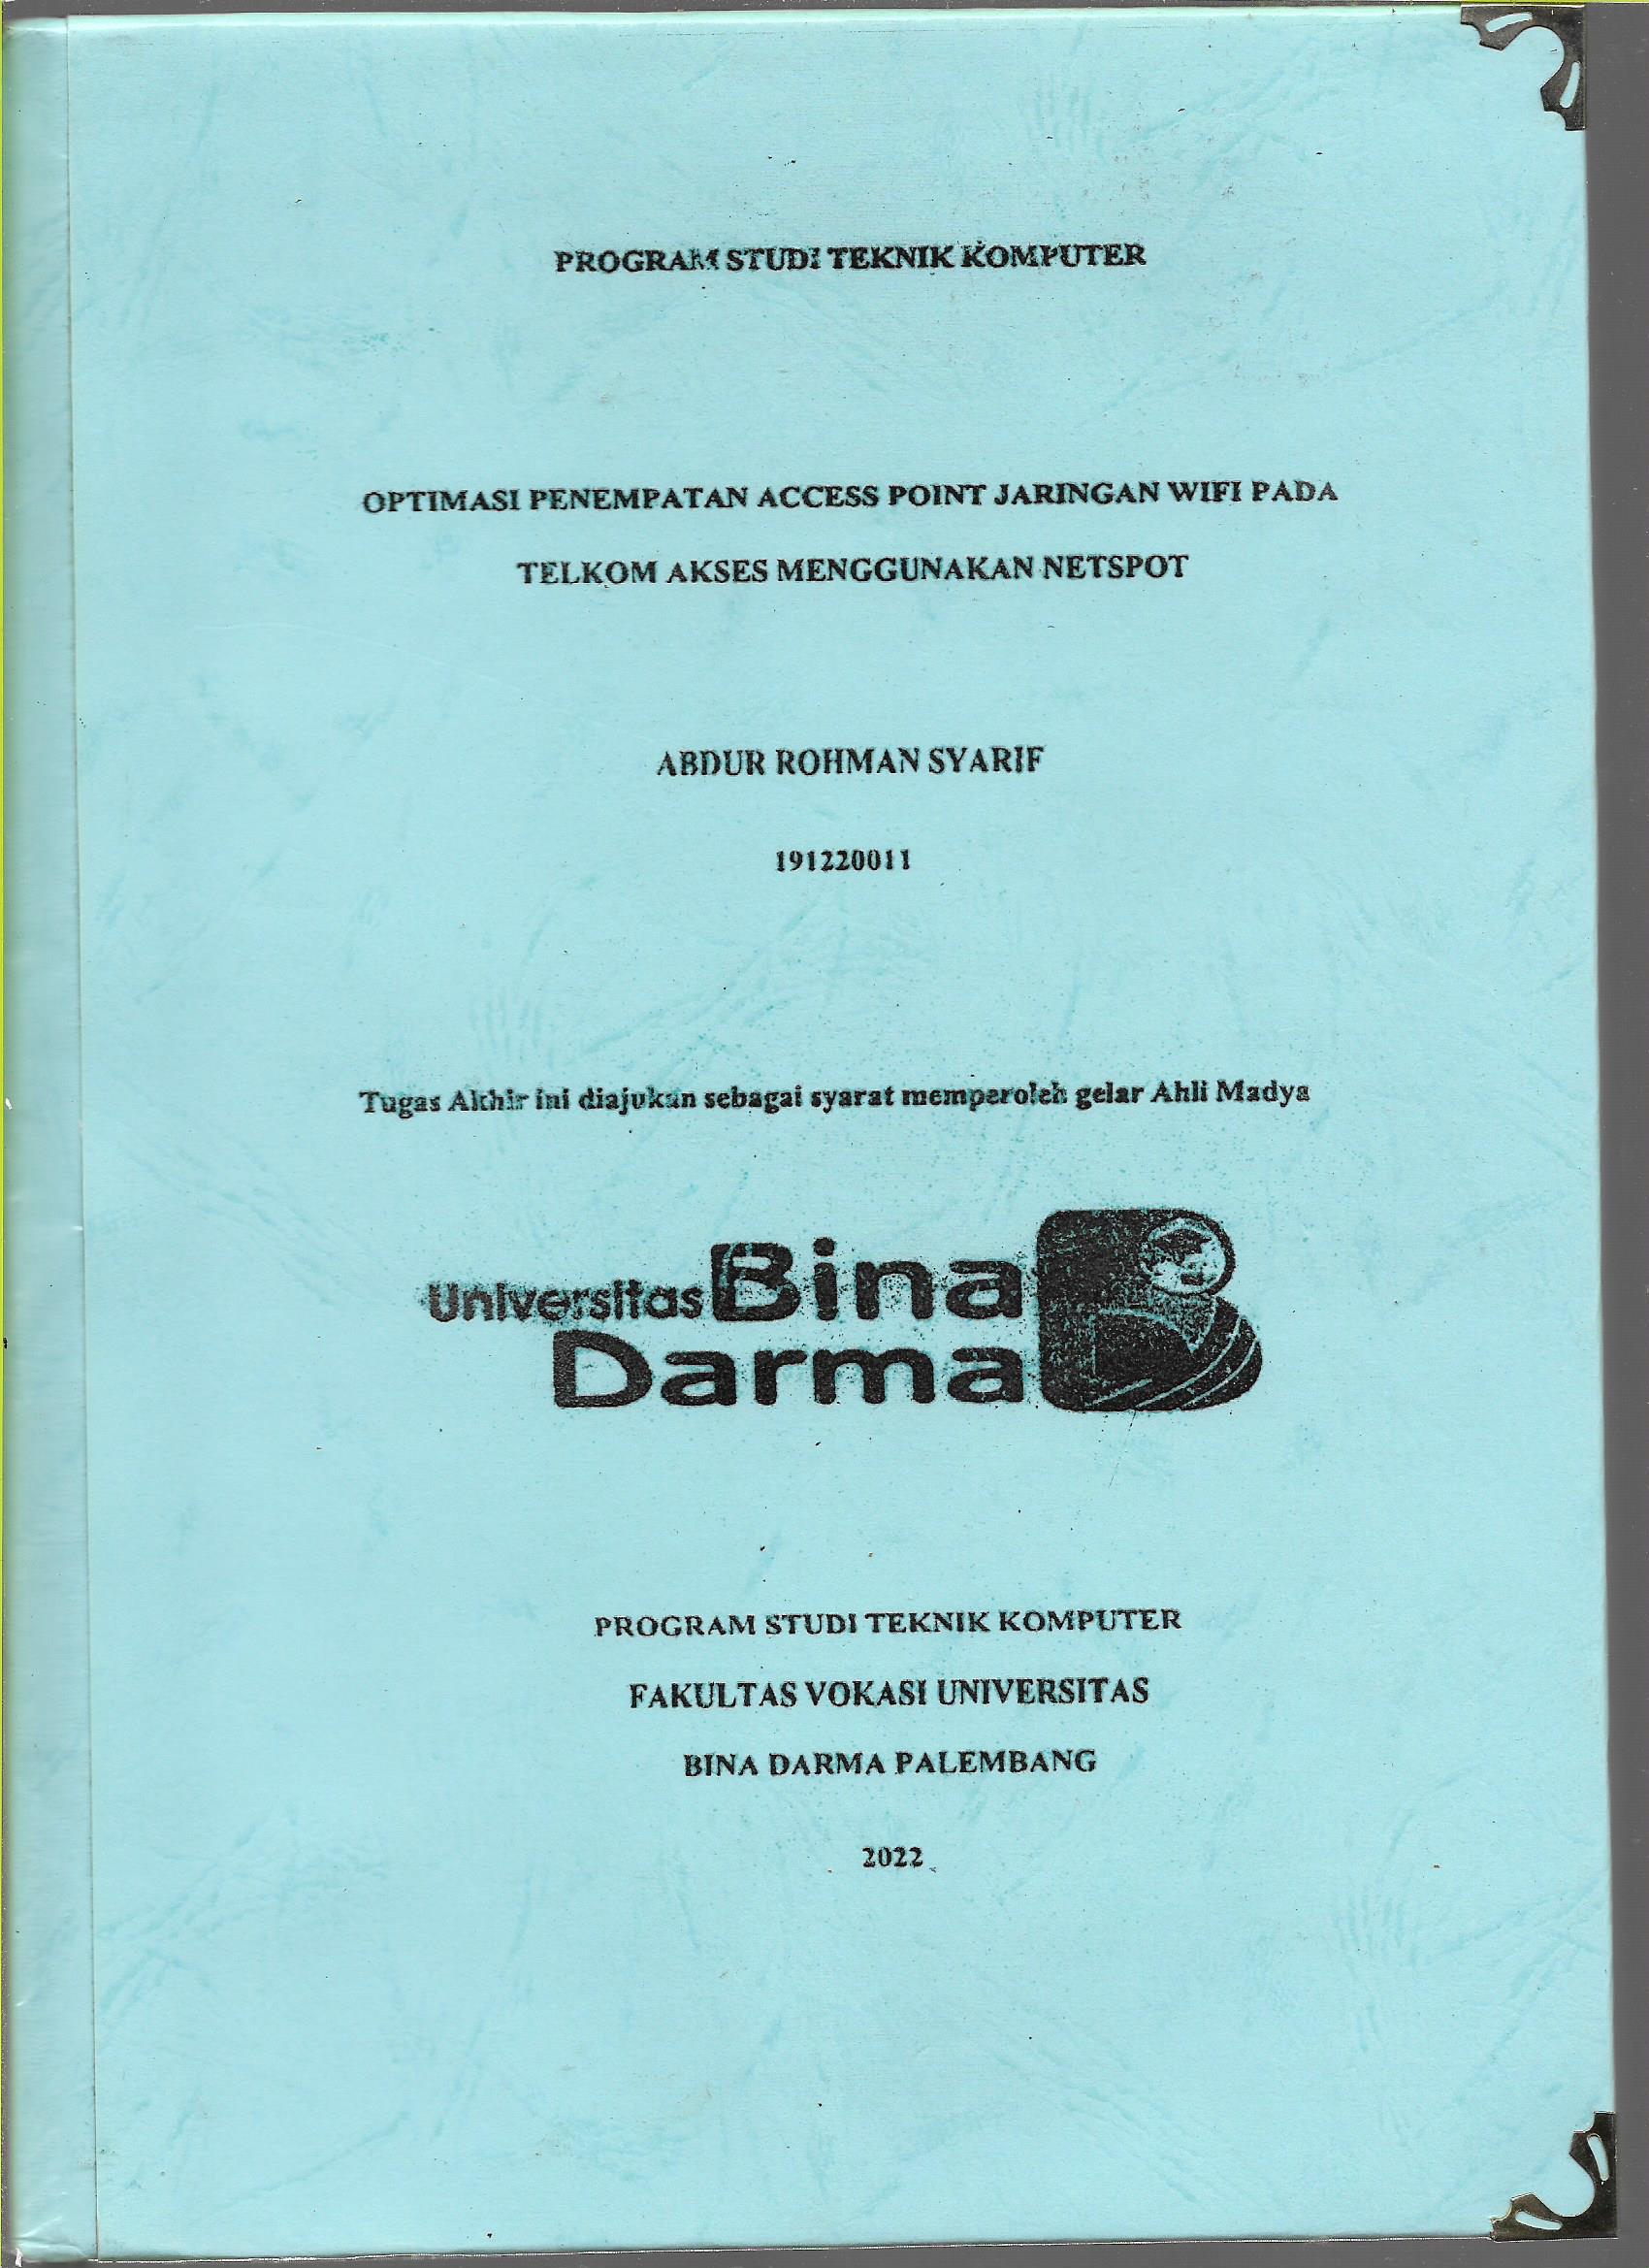 PROGRAM STUDI TEKNIK KOMPUTER
OPTIMASI PENEMPATAN ACCESS POINT JARINGAN WIFI PADA
TELKOM AKSES MENGGUNAKAN NETSPOT
ABDUR ROHMAN SYARIF
191220011
Tugas Akhir ini diajukan sebagai syarat memperoleh gelar Ahli Madya
Universitas Bina
Darma
PROGRAM STUDI TEKNIK KOMPUTER
FAKULTAS VOKASI UNIVERSITAS
BINA DARMA PALEMBANG
2022